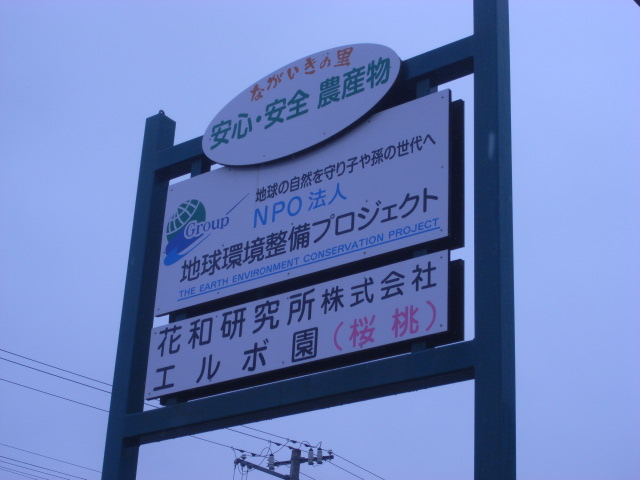 ながいきの里
安心・安全 農産物
地球の自然を守り子や孫の世代へ
Group
NPO法人
地球環境整備プロジェクト
THE EARTH ENVIRONMENT CONSERVATION PROJECT
花和研究所株式会社
エルボ園(桜桃)